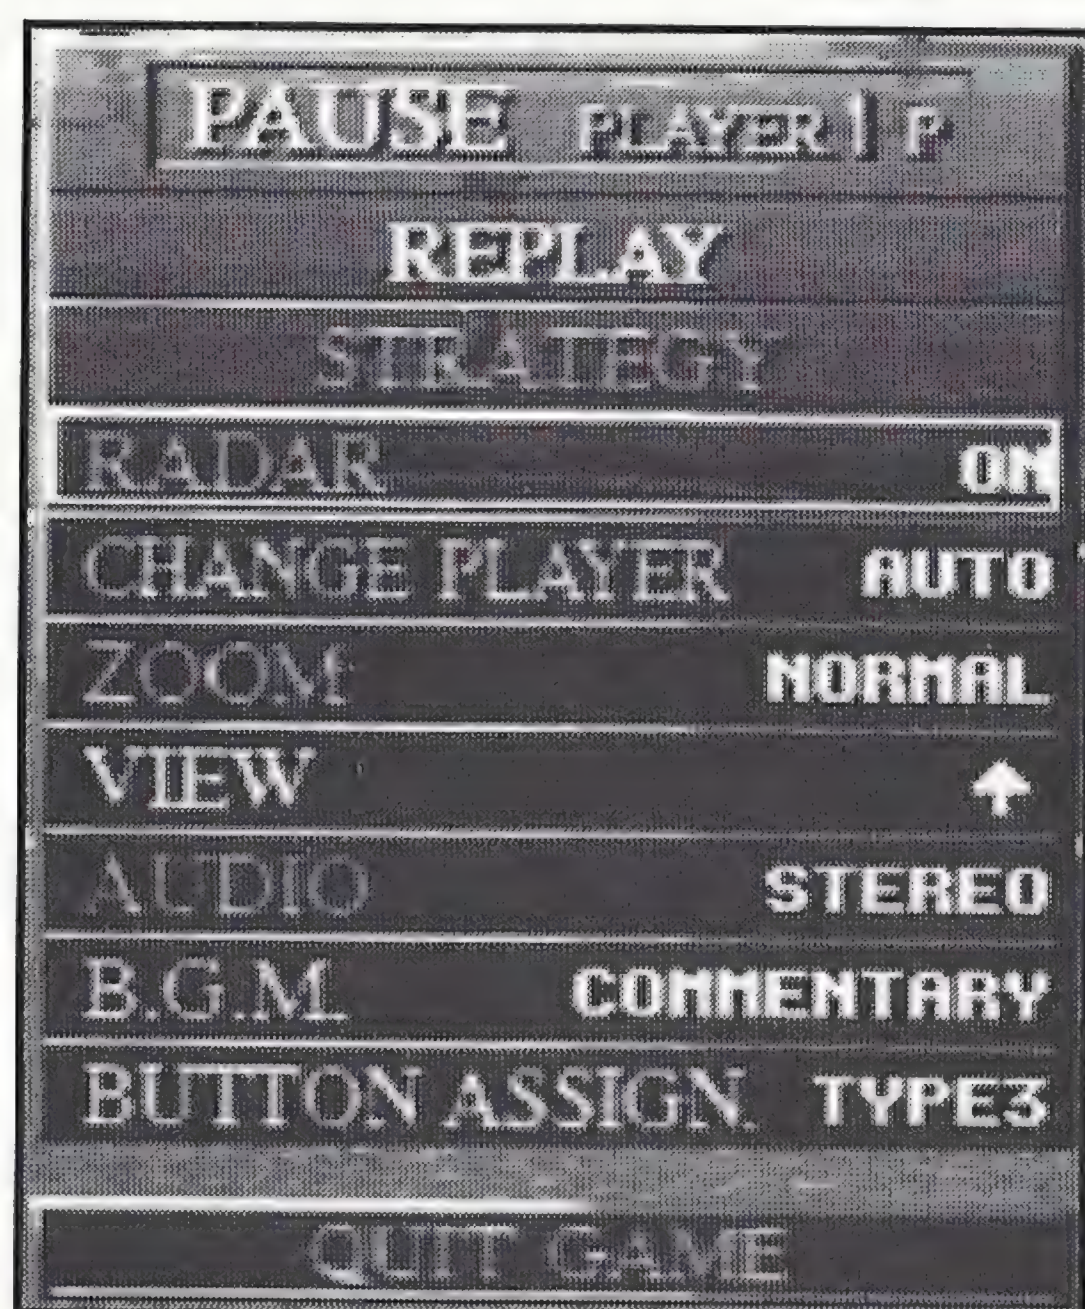 PAUSE PLAYER 1 P
REPLAY
STRATEGY
RADAR ON
CHANGE PLAYER AUTO
ZOOM NORMAL
VIEW ↑
AUDIO STEREO
B.G.M. COMMENTARY
BUTTON ASSIGN. TYPE3
QUIT GAME